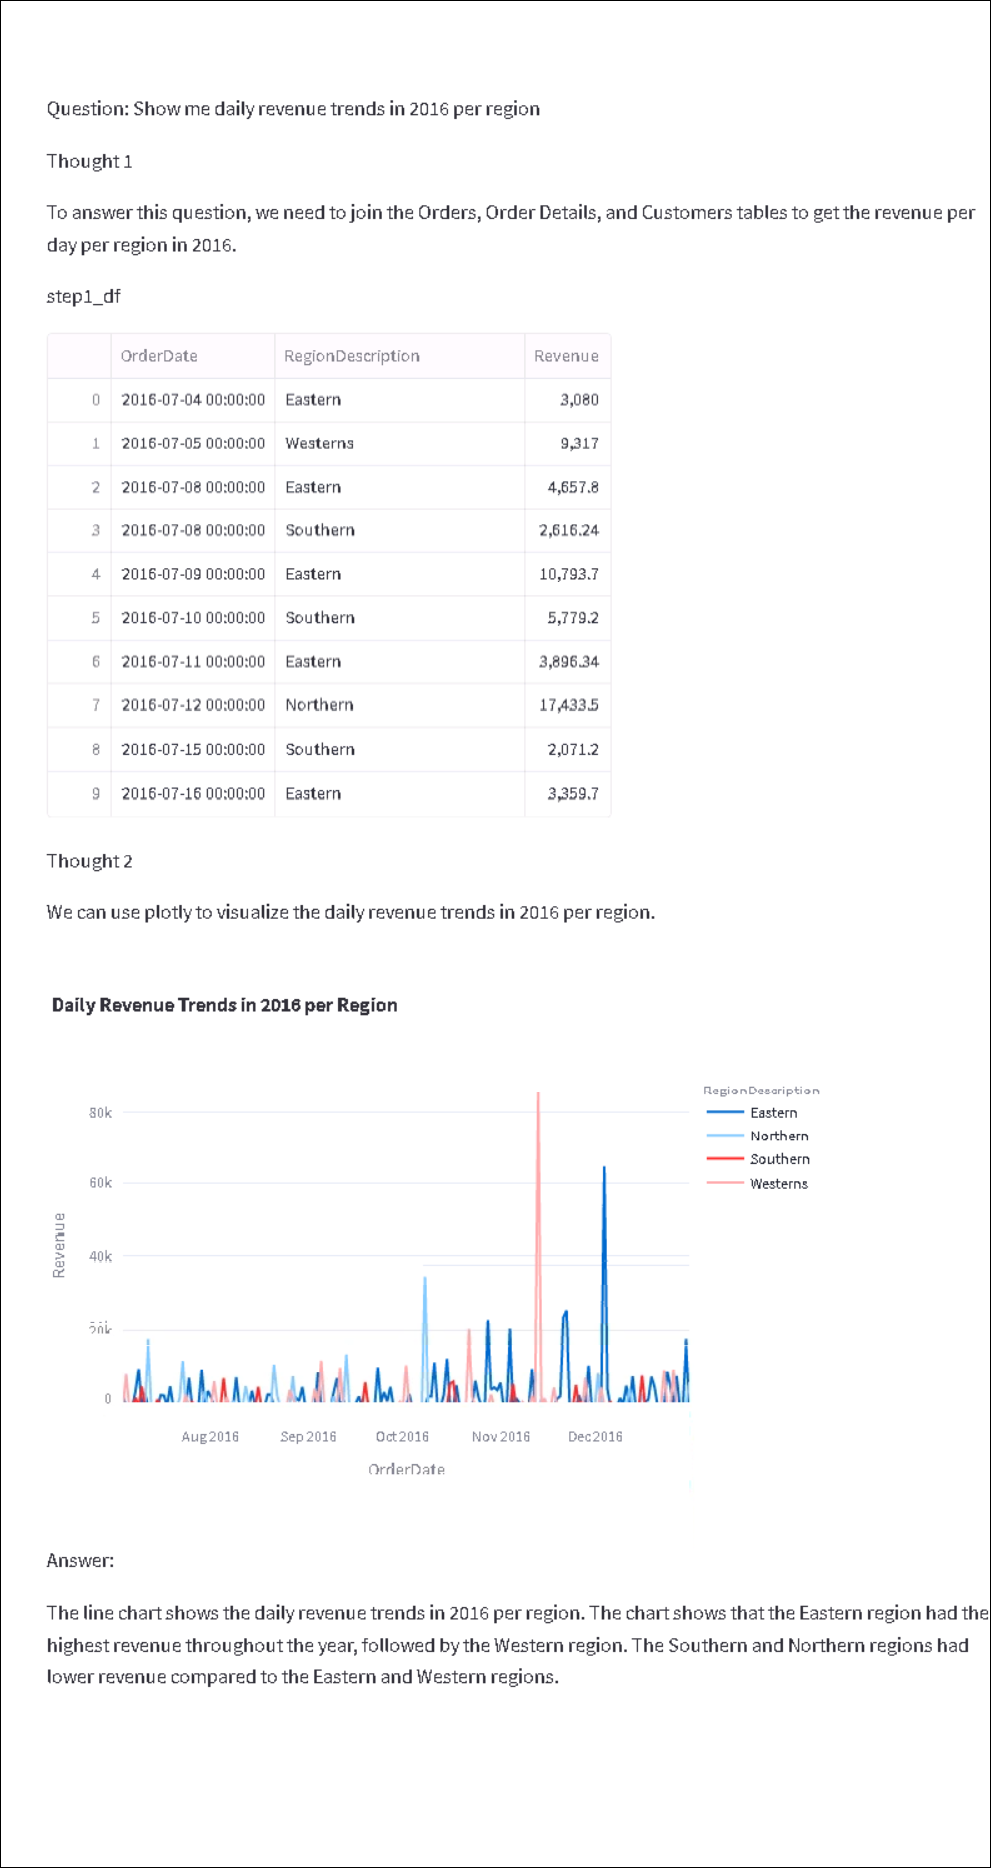 Question: Show me daily revenue trends in 2016 per region
Thought 1
To answer this question, we need to join the Orders, Order Details, and Customers tables to get the revenue per
day per region in 2016.
step1_df
OrderDate RegionDescription Revenue
0 2016-07-04 00:00:00 Eastern 3,080
1 2016-07-05 00:00:00 Westerns 9,317
2 2016-07-08 00:00:00 Eastern 4,657.8
3 2016-07-08 00:00:00 Southern 2,616.24
4 2016-07-09 00:00:00 Eastern 10,793.7
5 2016-07-10 00:00:00 Southern 5,779.2
6 2016-07-11 00:00:00 Eastern 3,896.34
7 2016-07-12 00:00:00 Northern 17,433.5
8 2016-07-15 00:00:00 Southern 2,071.2
9 2016-07-16 00:00:00 Eastern 3,359.7
Thought 2
We can use plotly to visualize the daily revenue trends in 2016 per region.
Daily Revenue Trends in 2016 per Region
RegionDescription
Eastern
Northern
Southern
Westerns
80k
60k
40k
20k
0
Revenue
Aug 2016 Sep 2016 Oct 2016 Nov 2016 Dec 2016
OrderDate
Answer:
The line chart shows the daily revenue trends in 2016 per region. The chart shows that the Eastern region had the
highest revenue throughout the year, followed by the Western region. The Southern and Northern regions had
lower revenue compared to the Eastern and Western regions.